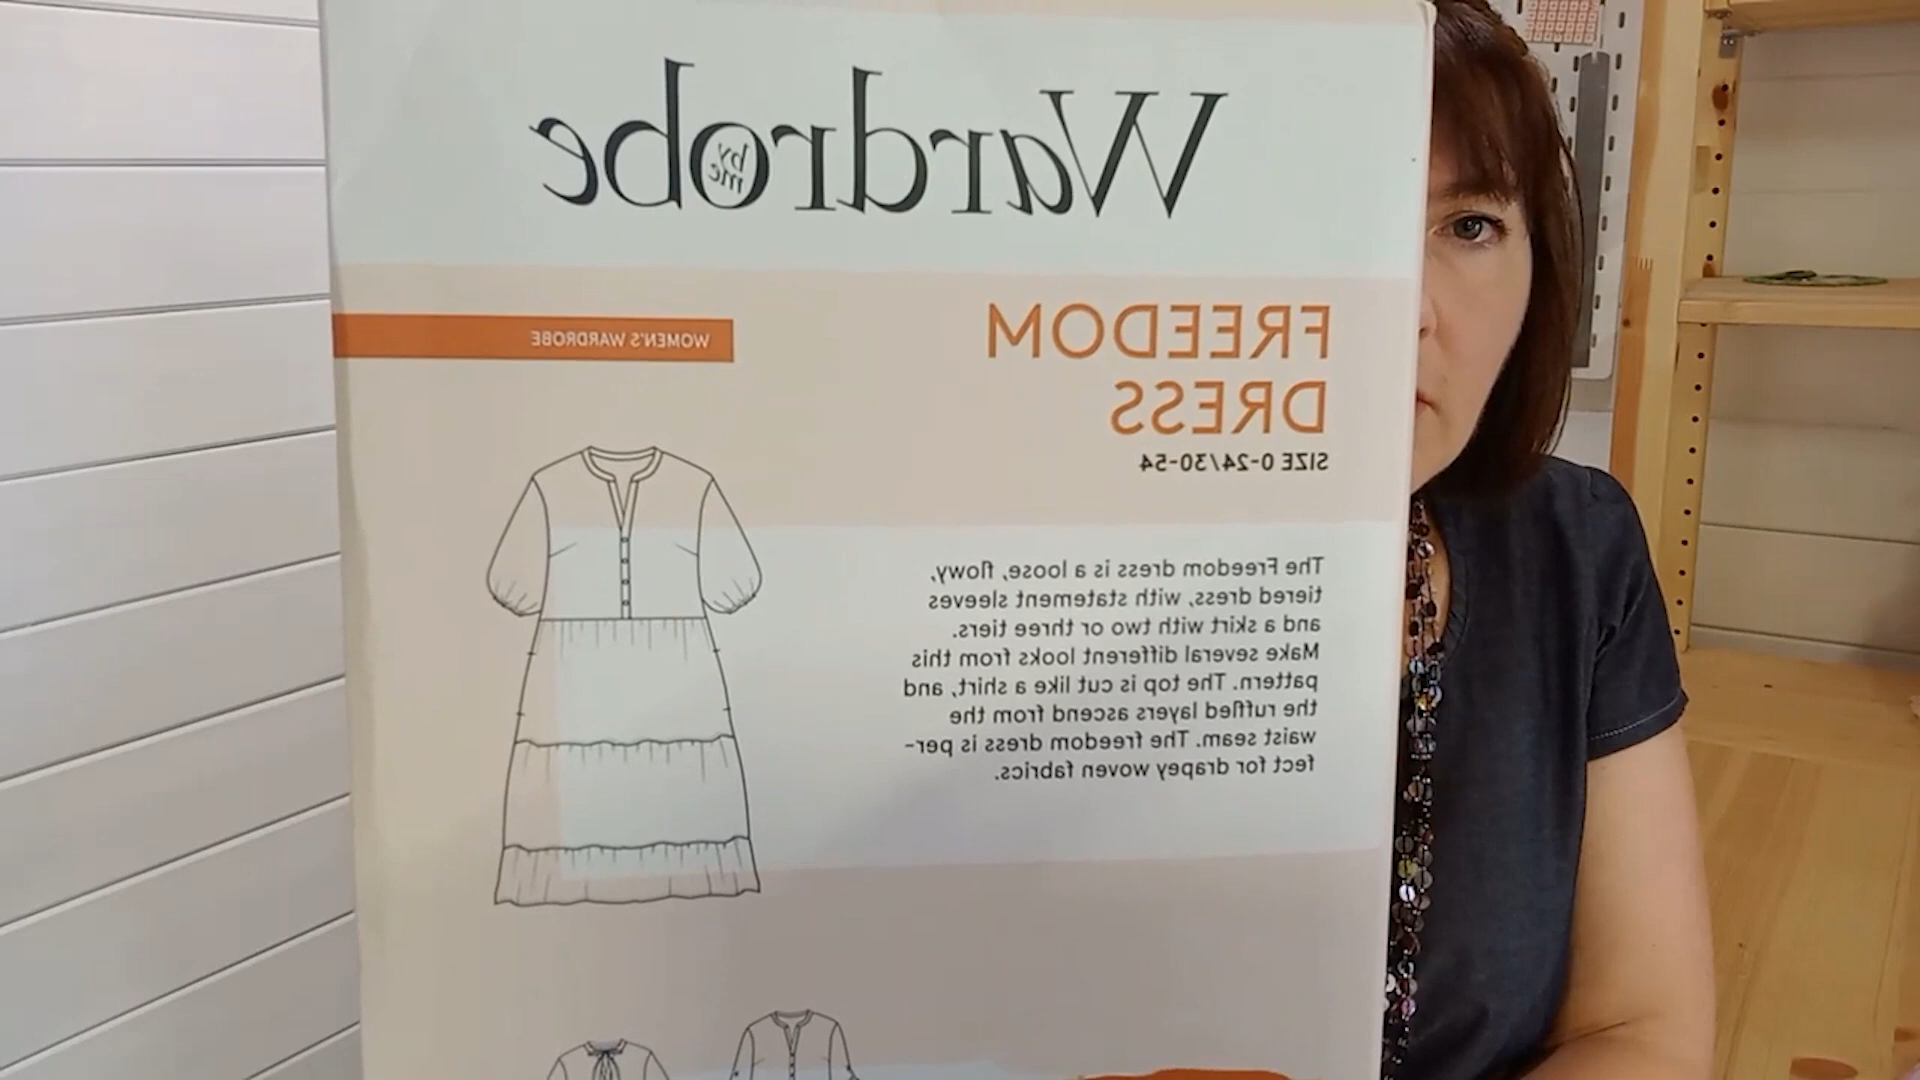 Wardrobe
by
me
WOMEN'S WARDROBE
FREEDOM
DRESS
SIZE 0-24/30-54
The Freedom dress is a loose, flowy,
tiered dress, with statement sleeves
and a skirt with two or three tiers.
Make several different looks from this
pattern. The top is cut like a shirt, and
the ruffled layers ascend from the
waist seam. The freedom dress is per-
fect for drapey woven fabrics.